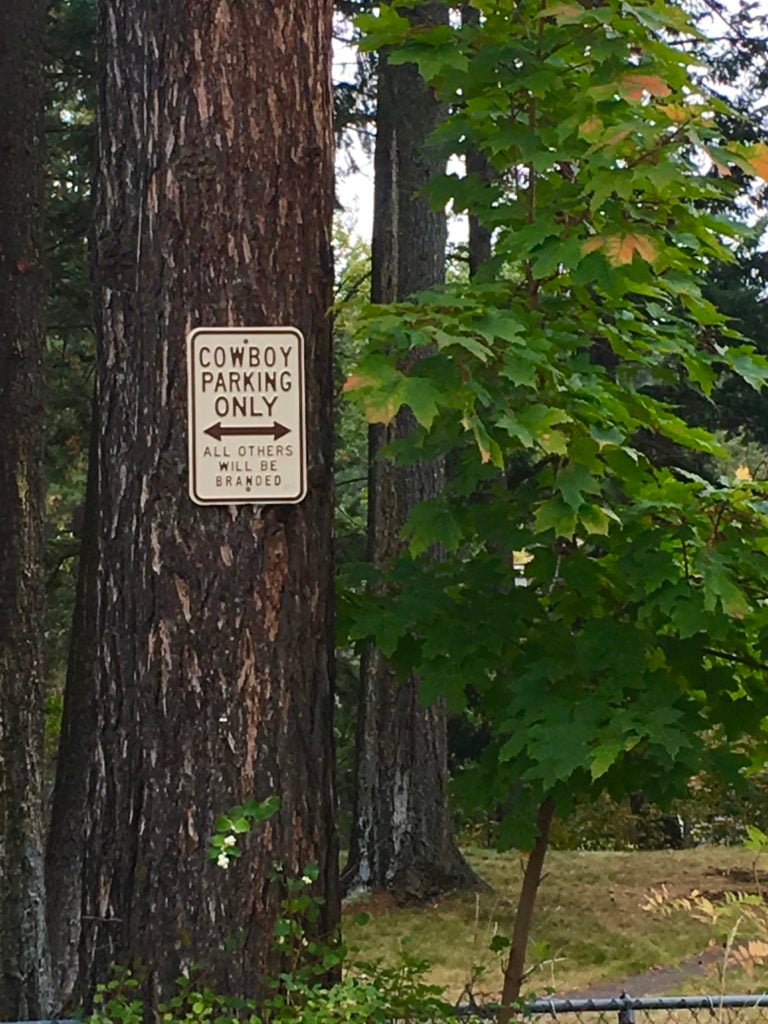 COWBOY
PARKING
ONLY
ALL OTHERS
WILL BE
BRANDED